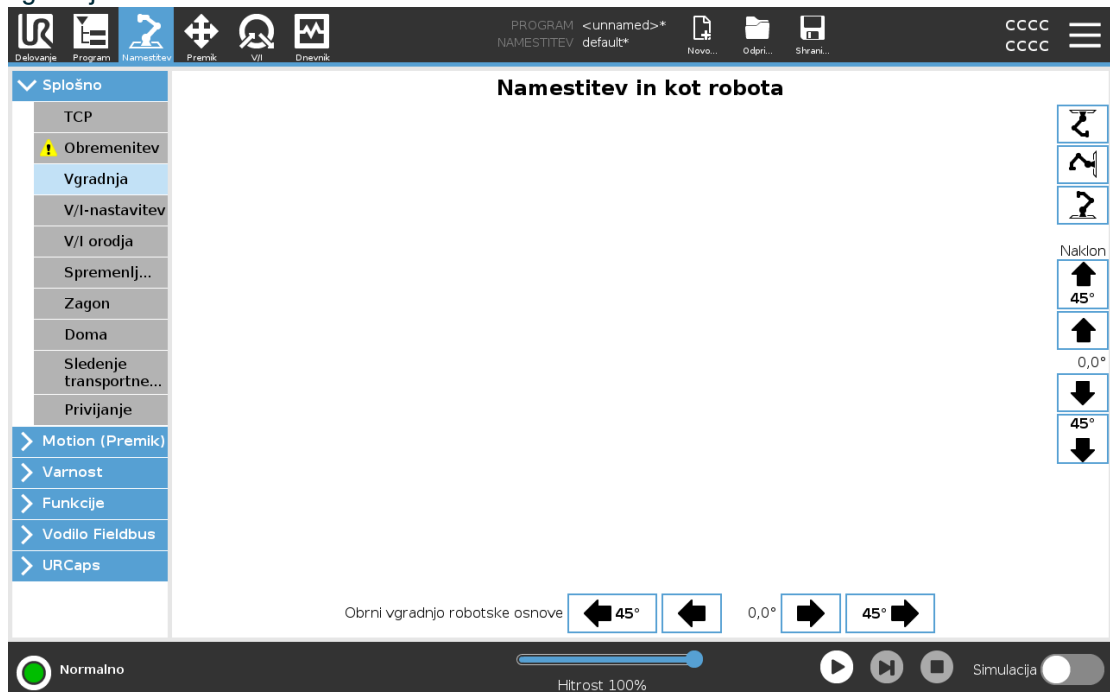 PROGRAM <unnamed>*
NAMESTITEV default*
CCCC
CCCC
UR
Delovanje Program Namestitev Premik V/I Dnevnik Novo... Odpri... Shrani...
Splošno
TCP
Obremenitev
Vgradnja
V/I-nastavitev
V/I orodja
Spremenlj...
Zagon
Doma
Sledenje
transportne...
Privijanje
Motion (Premik)
Varnost
Funkcije
Vodilo Fieldbus
URCaps
Namestitev in kot robota
Naklon
45°
0,0°
45°
Obrni vgradnjo robotske osnove 45° 0,0° 45°
Normalno
Hitrost 100%
Simulacija